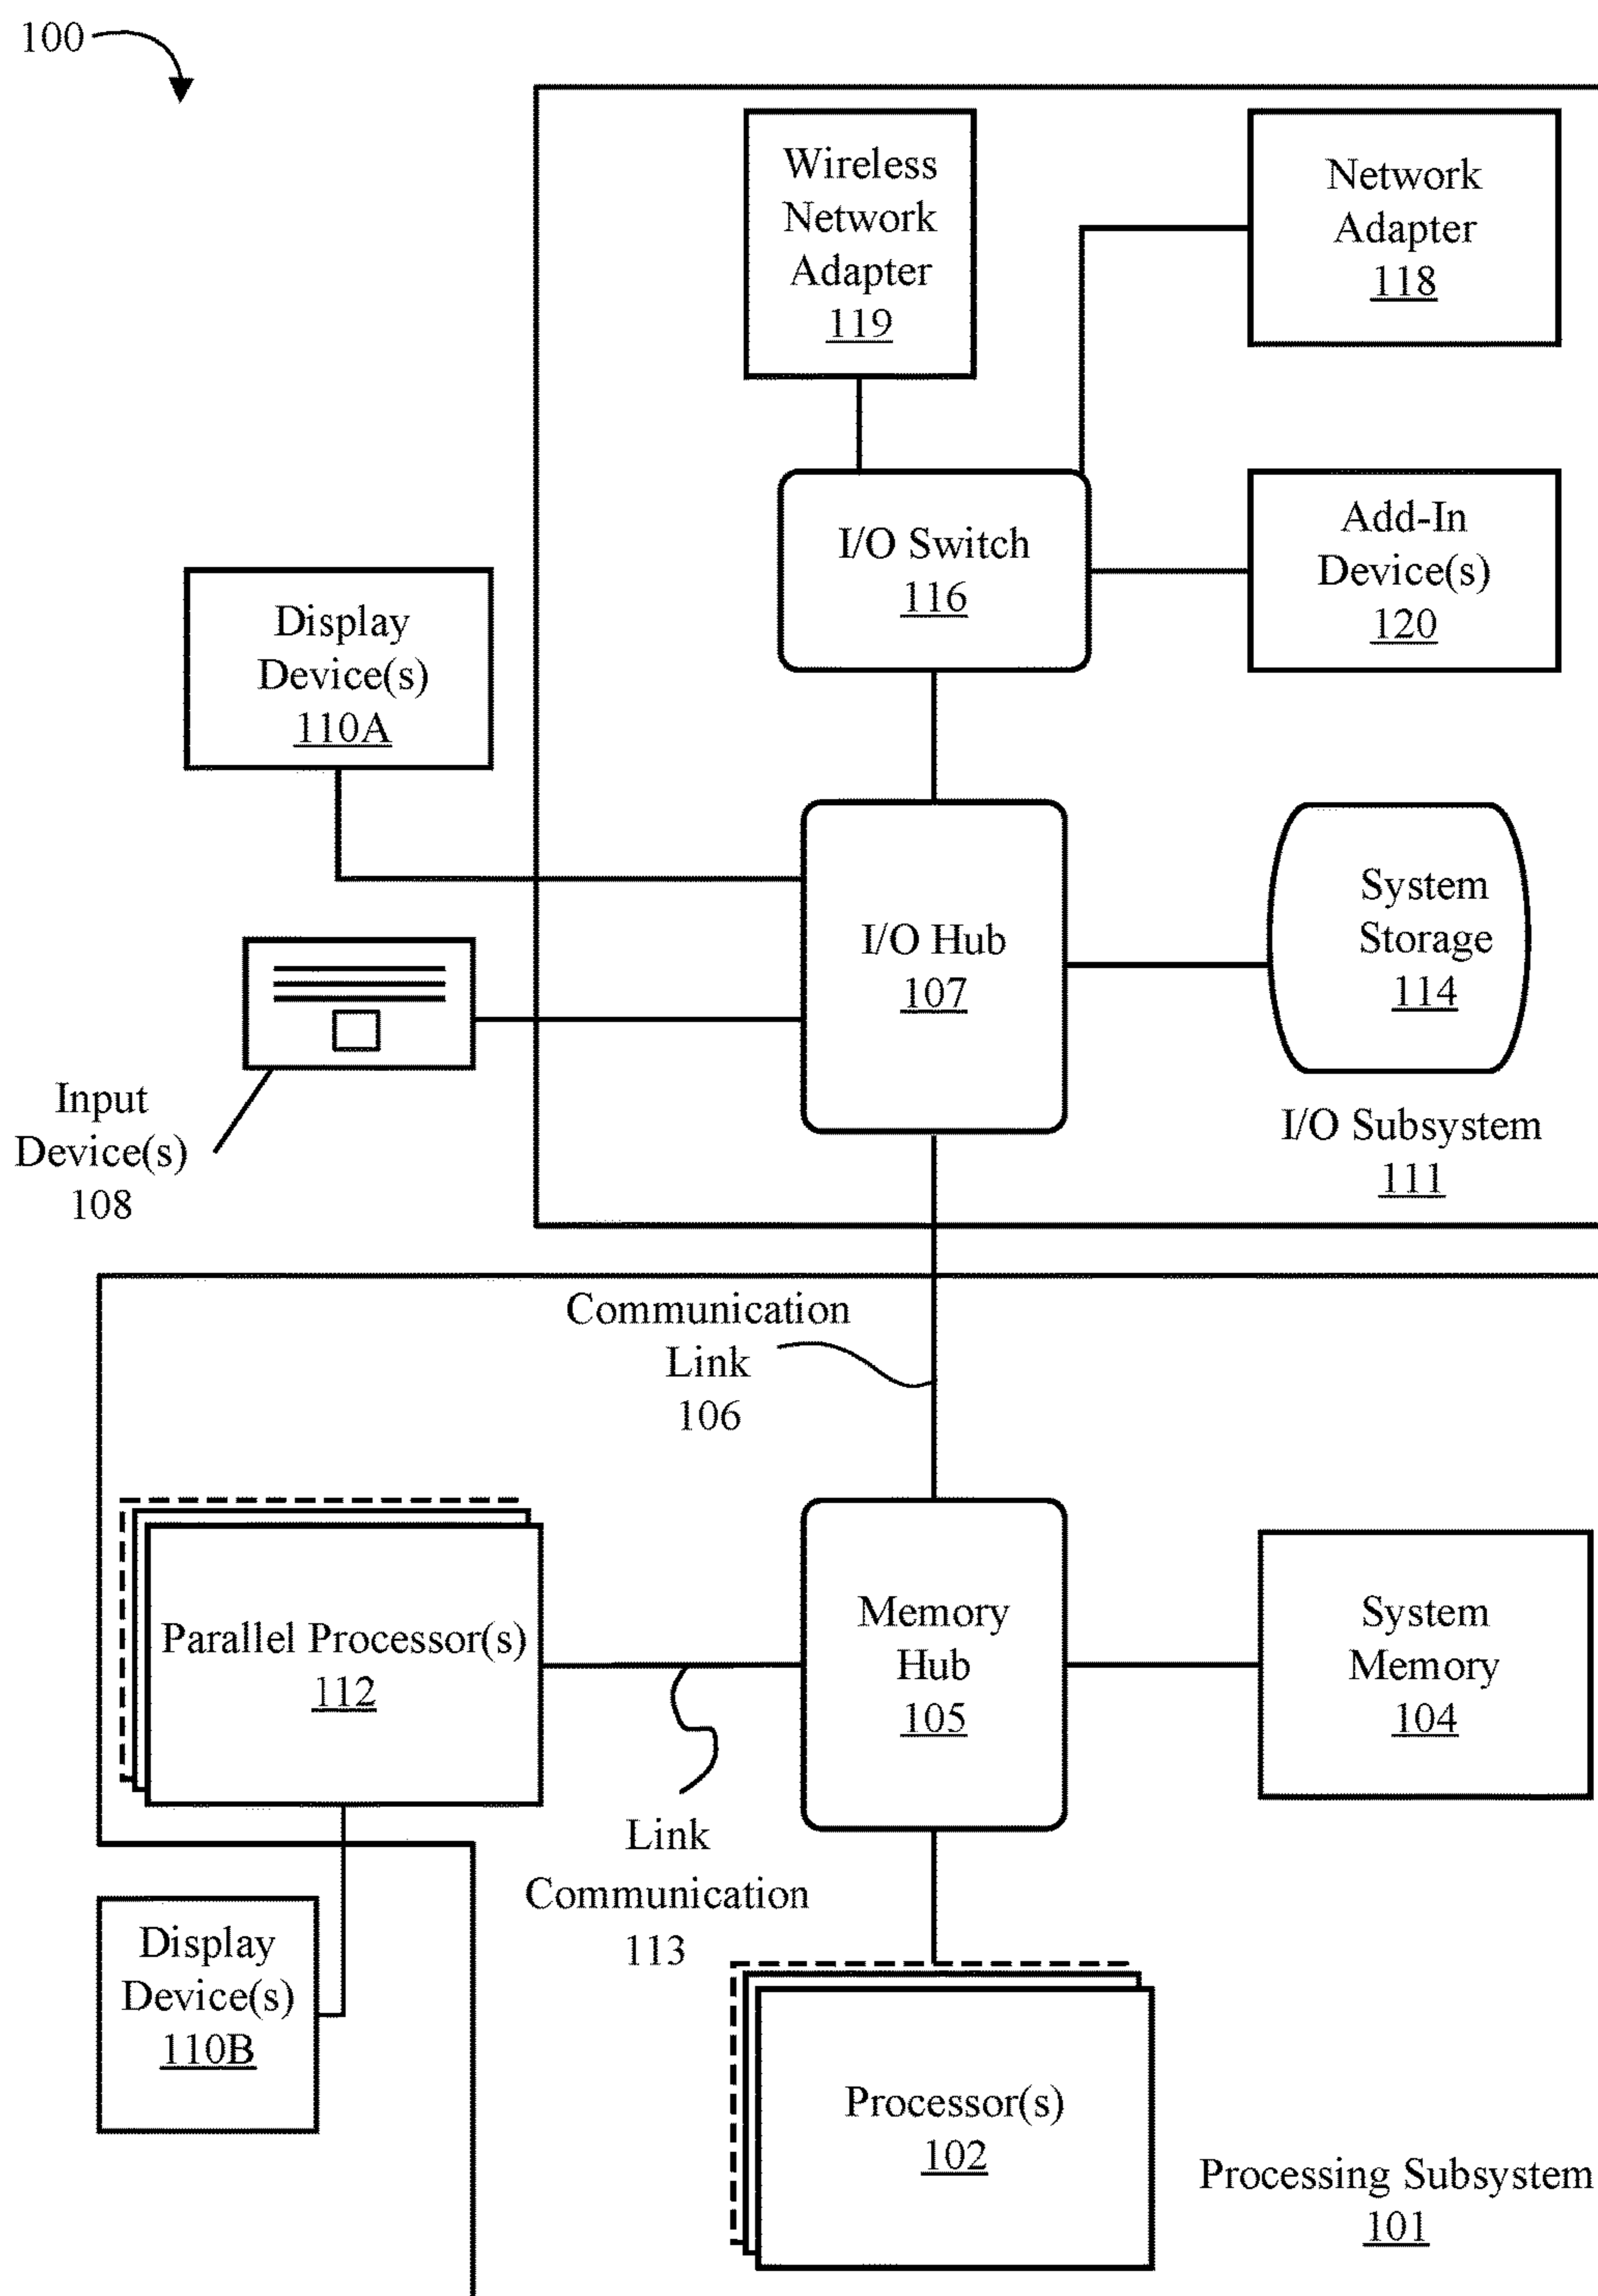 100
Wireless
Network
Adapter
119
Network
Adapter
118
I/O Switch
116
Add-In
Device(s)
120
Display
Device(s)
110A
I/O Hub
107
System
Storage
114
Input
Device(s)
108
I/O Subsystem
111
Communication
Link
106
Parallel Processor(s)
112
Memory
Hub
105
System
Memory
104
Link
Communication
113
Display
Device(s)
110B
Processor(s)
102
Processing Subsystem
101